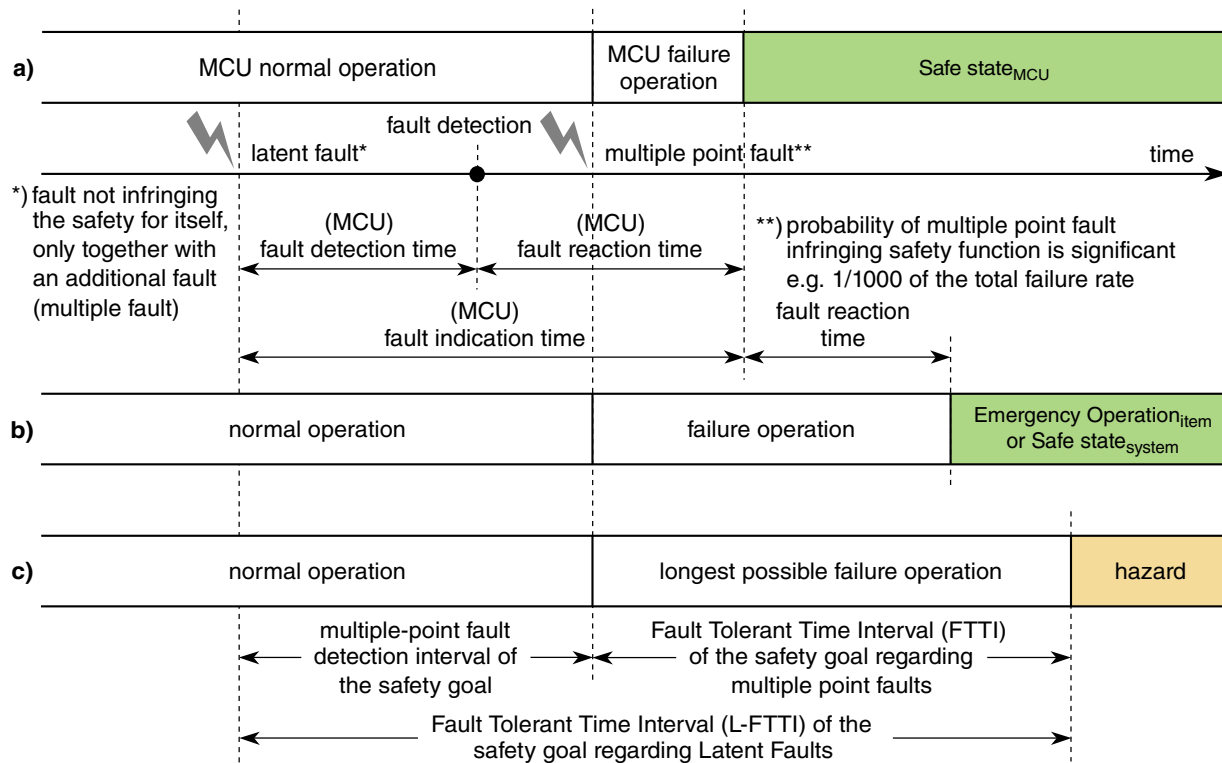 a)
MCU normal operation
MCU failure
operation
Safe stateMCU
fault detection
latent fault*
multiple point fault**
time
*) fault not infringing
the safety for itself,
only together with
an additional fault
(multiple fault)
(MCU)
fault detection time
(MCU)
fault reaction time
**) probability of multiple point fault
infringing safety function is significant
e.g. 1/1000 of the total failure rate
(MCU)
fault indication time
fault reaction
time
b)
normal operation
failure operation
Emergency Operationitem
or Safe statesystem
c)
normal operation
longest possible failure operation
hazard
multiple-point fault
detection interval of
the safety goal
Fault Tolerant Time Interval (FTTI)
of the safety goal regarding
multiple point faults
Fault Tolerant Time Interval (L-FTTI) of the
safety goal regarding Latent Faults